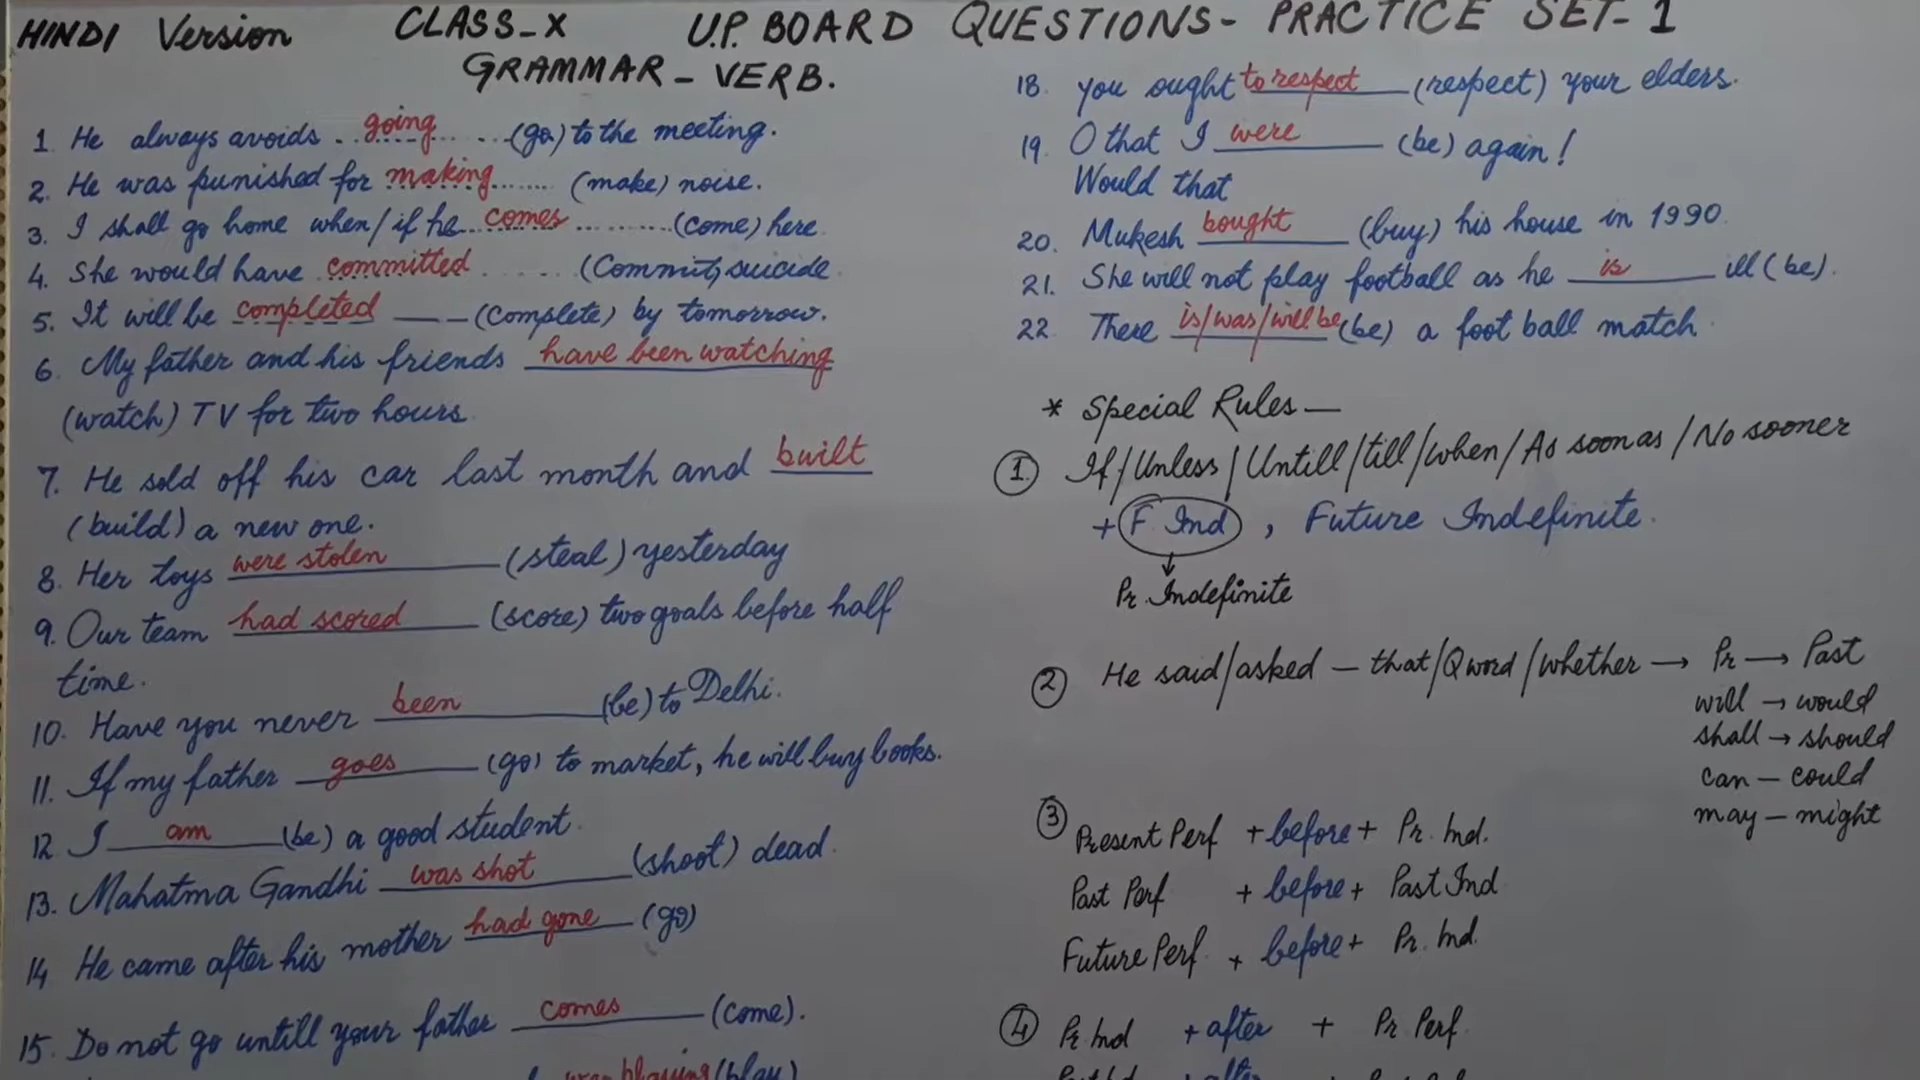 HINDI Version CLASS-X U.P. BOARD QUESTIONS- PRACTICE SET-1
GRAMMAR - VERB.
1. He always avoids going (go) to the meeting.
2. He was punished for making (make) noise.
3. I shall go home when/if he comes (come) here
4. She would have committed (Commit) suicide
5. It will be completed (complete) by tomorrow.
6. My father and his friends have been watching
(watch) TV for two hours.
7. He sold off his car last month and built
(build) a new one.
8. Her toys were stolen (steal) yesterday
9. Our team had scored (score) two goals before half
time.
10. Have you never been (be) to Delhi.
11. If my father goes (go) to market, he will buy books.
12 I am (be) a good student.
13. Mahatma Gandhi was shot (shoot) dead.
14 He came after his mother had gone (go)
15. Do not go untill your father comes (come).
was playing (play)
18. you ought to respect (respect) your elders.
19. O that I were (be) again!
Would that
20. Mukesh bought (buy) his house in 1990.
21. She will not play football as he is ill (be).
22. There is/was/will be (be) a foot ball match.
* Special Rules —
1. If/Unless/Untill/till/when/As soon as/No sooner
+ F Ind , Future Indefinite.
↓
Pr. Indefinite
2 He said/asked — that/Q word/whether → Pr → Past
will → would
shall → should
can — could
may — might
3 Present Perf + before + Pr. Ind.
Past Perf + before + Past Ind
Future Perf + before + Pr. Ind.
4 Pr Ind + after + Pr Perf.
+ after